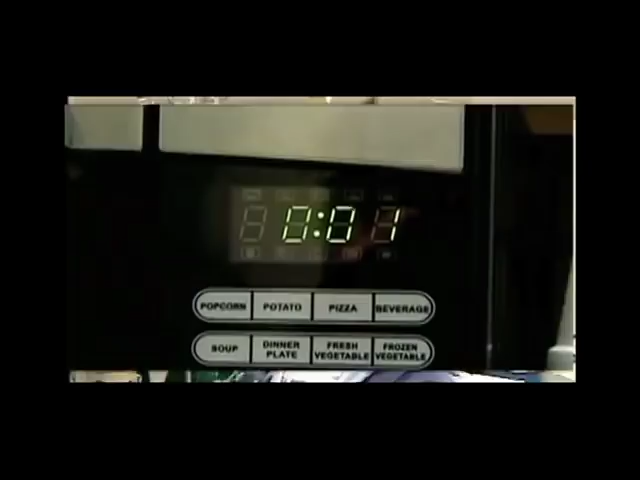 0:01
POPCORN POTATO PIZZA BEVERAGE
SOUP DINNER PLATE FRESH VEGETABLE FROZEN VEGETABLE